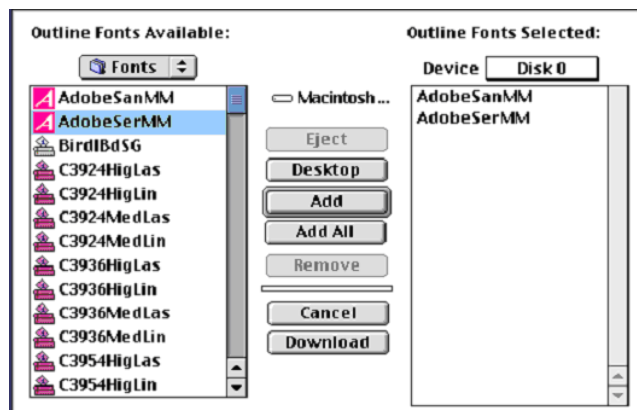 Outline Fonts Available:
Fonts
AdobeSanMM
AdobeSerMM
BirdlBdSG
C3924HigLas
C3924HigLin
C3924MedLas
C3924MedLin
C3936HigLas
C3936HigLin
C3936MedLas
C3936MedLin
C3954HigLas
C3954HigLin
Macintosh ...
Eject
Desktop
Add
Add All
Remove
Cancel
Download
Outline Fonts Selected:
Device Disk 0
AdobeSanMM
AdobeSerMM